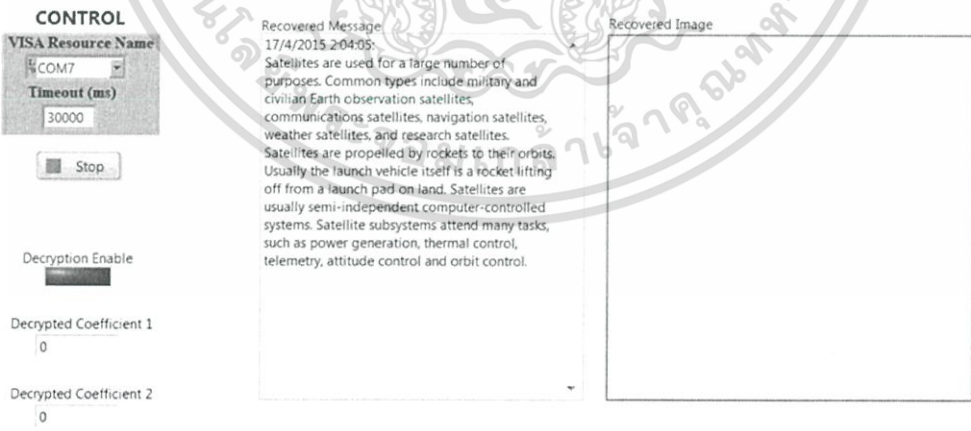 CONTROL
VISA Resource Name
COM7
Timeout (ms)
30000
Stop
Decryption Enable
Decrypted Coefficient 1
0
Decrypted Coefficient 2
0
Recovered Message
17/4/2015 2:04:05:
Satellites are used for a large number of
purposes. Common types include military and
civilian Earth observation satellites,
communications satellites, navigation satellites,
weather satellites, and research satellites.
Satellites are propelled by rockets to their orbits.
Usually the launch vehicle itself is a rocket lifting
off from a launch pad on land. Satellites are
usually semi-independent computer-controlled
systems. Satellite subsystems attend many tasks,
such as power generation, thermal control,
telemetry, attitude control and orbit control.
Recovered Image